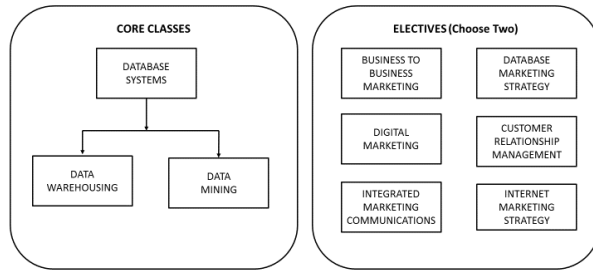 CORE CLASSES
DATABASE
SYSTEMS
DATA
WAREHOUSING
DATA
MINING
ELECTIVES (Choose Two)
BUSINESS TO
BUSINESS
MARKETING
DATABASE
MARKETING
STRATEGY
DIGITAL
MARKETING
CUSTOMER
RELATIONSHIP
MANAGEMENT
INTEGRATED
MARKETING
COMMUNICATIONS
INTERNET
MARKETING
STRATEGY